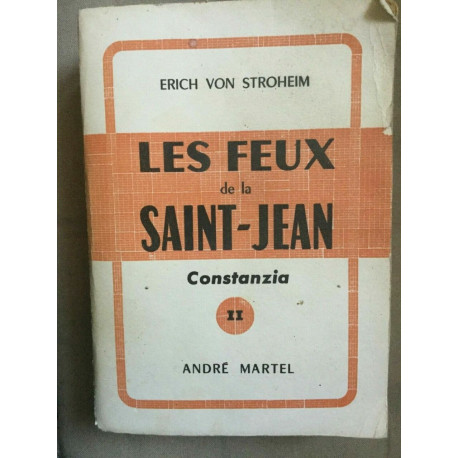 ERICH VON STROHEIM
LES FEUX
de la
SAINT-JEAN
Constanzia
II
ANDRÉ MARTEL